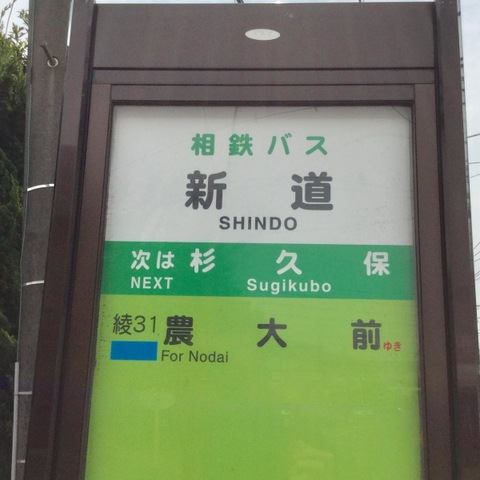 相鉄バス
新道
SHINDO
次は 杉久保
NEXT Sugikubo
綾31 農大前 ゆき
For Nodai